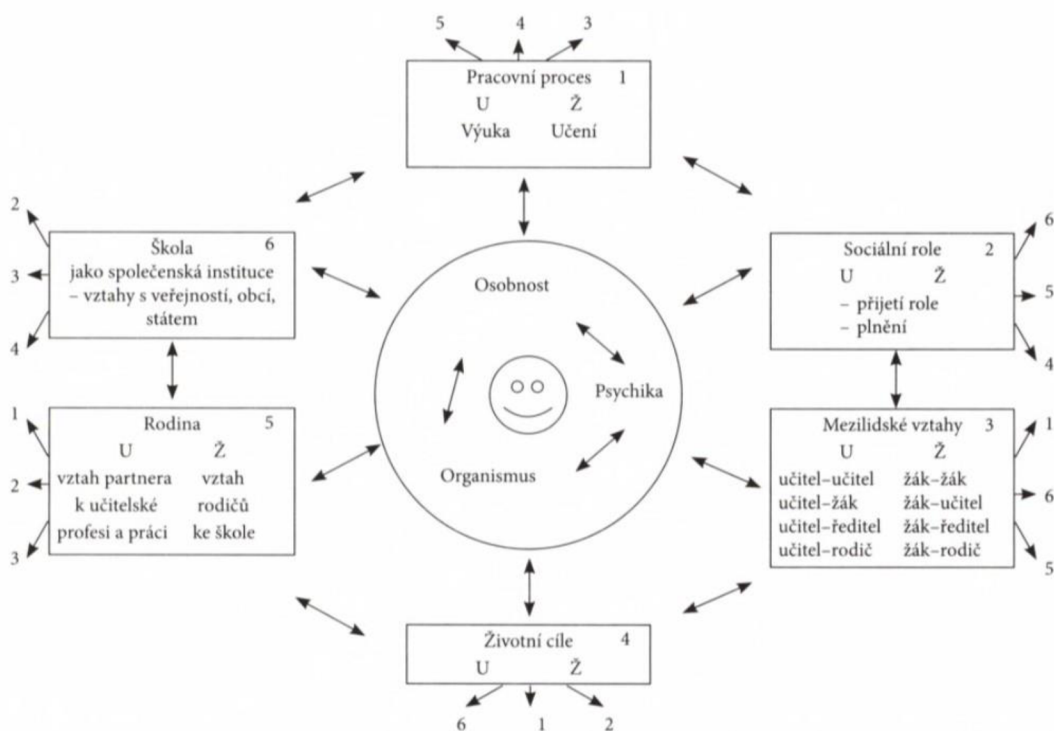 5 4 3
Pracovní proces 1
U Ž
Výuka Učení
2
3
4
Škola 6
jako společenská instituce
– vztahy s veřejností, obcí,
státem
Osobnost
Psychika
Organismus
Sociální role 2
U Ž
– přijetí role
– plnění
6
5
4
1
2
3
Rodina 5
U Ž
vztah partnera vztah
k učitelské rodičů
profesi a práci ke škole
Mezilidské vztahy 3
U Ž
učitel–učitel žák–žák
učitel–žák žák–učitel
učitel–ředitel žák–ředitel
učitel–rodič žák–rodič
1
6
5
Životní cíle 4
U Ž
6 1 2